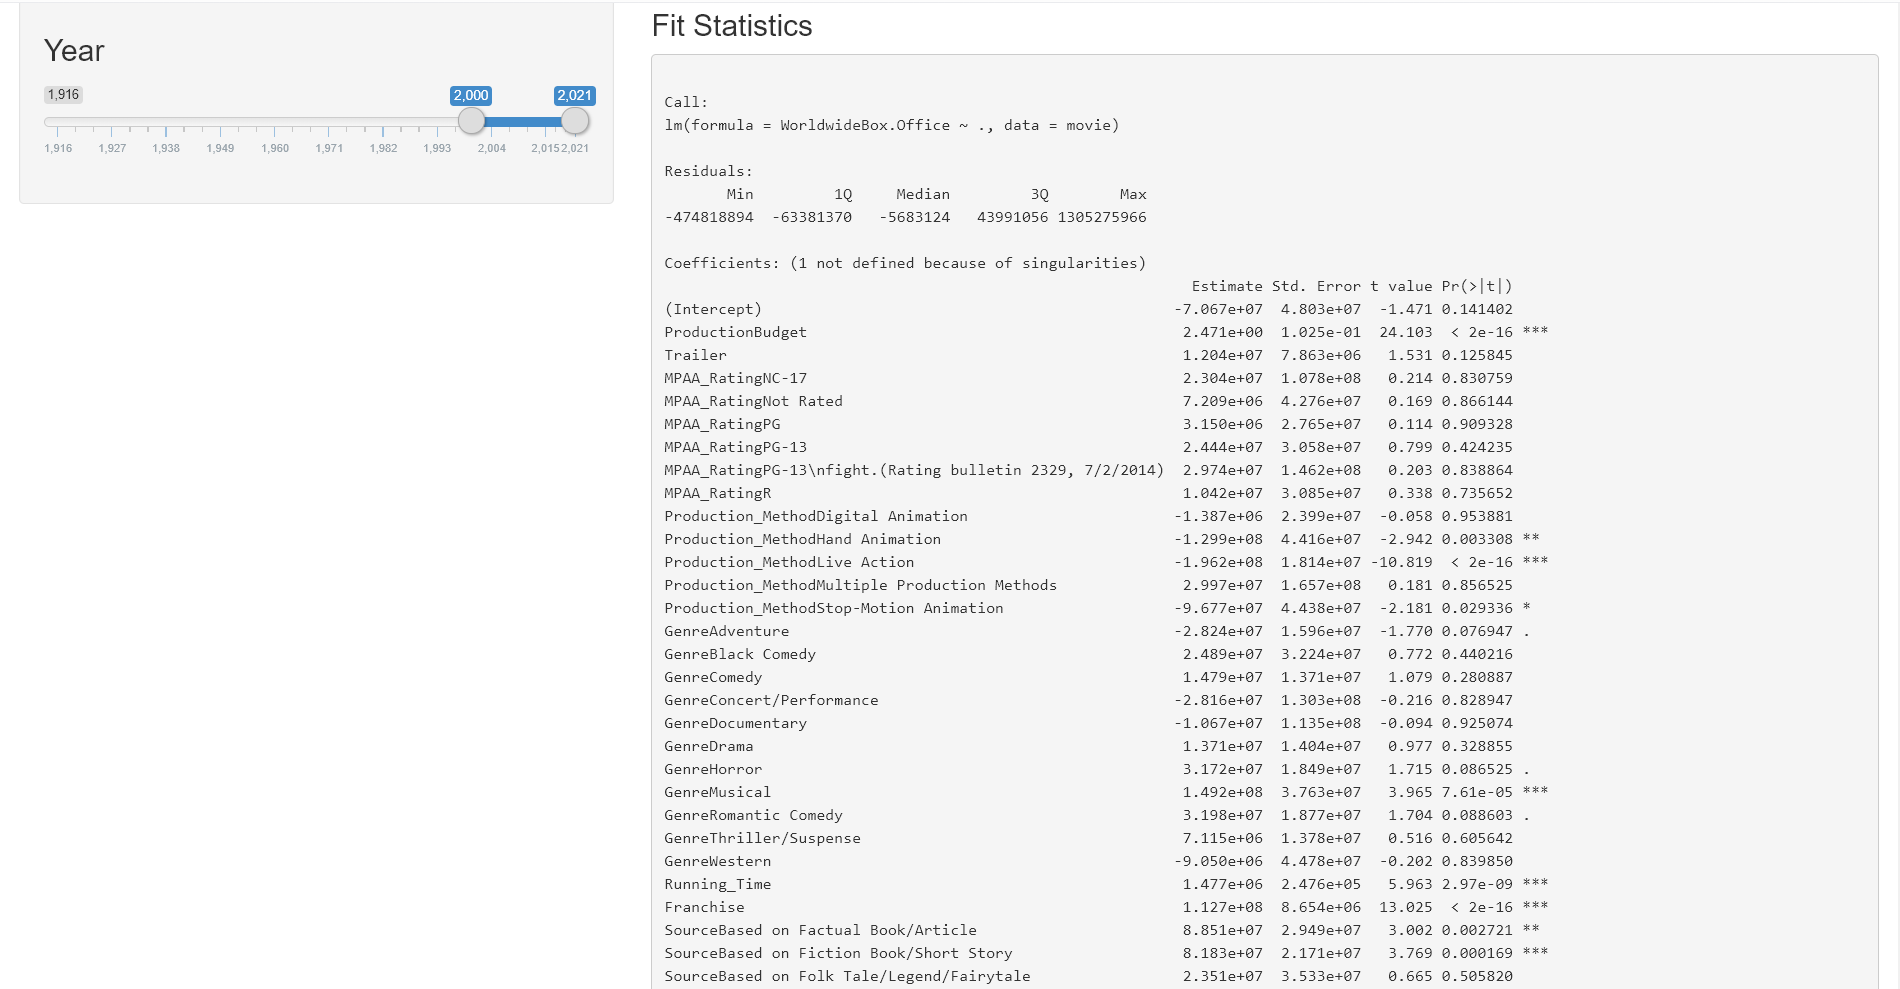 Year
1,916
2,000
2,021
1,916 1,927 1,938 1,949 1,960 1,971 1,982 1,993 2,004 2,015 2,021
Fit Statistics
Call:
lm(formula = WorldwideBox.Office ~ ., data = movie)
Residuals:
Min 1Q Median 3Q Max
-474818894 -63381370 -5683124 43991056 1305275966
Coefficients: (1 not defined because of singularities)
Estimate Std. Error t value Pr(>|t|)
(Intercept) -7.067e+07 4.803e+07 -1.471 0.141402
ProductionBudget 2.471e+00 1.025e-01 24.103 < 2e-16 ***
Trailer 1.204e+07 7.863e+06 1.531 0.125845
MPAA_RatingNC-17 2.304e+07 1.078e+08 0.214 0.830759
MPAA_RatingNot Rated 7.209e+06 4.276e+07 0.169 0.866144
MPAA_RatingPG 3.150e+06 2.765e+07 0.114 0.909328
MPAA_RatingPG-13 2.444e+07 3.058e+07 0.799 0.424235
MPAA_RatingPG-13\nfight.(Rating bulletin 2329, 7/2/2014) 2.974e+07 1.462e+08 0.203 0.838864
MPAA_RatingR 1.042e+07 3.085e+07 0.338 0.735652
Production_MethodDigital Animation -1.387e+06 2.399e+07 -0.058 0.953881
Production_MethodHand Animation -1.299e+08 4.416e+07 -2.942 0.003308 **
Production_MethodLive Action -1.962e+08 1.814e+07 -10.819 < 2e-16 ***
Production_MethodMultiple Production Methods 2.997e+07 1.657e+08 0.181 0.856525
Production_MethodStop-Motion Animation -9.677e+07 4.438e+07 -2.181 0.029336 *
GenreAdventure -2.824e+07 1.596e+07 -1.770 0.076947 .
GenreBlack Comedy 2.489e+07 3.224e+07 0.772 0.440216
GenreComedy 1.479e+07 1.371e+07 1.079 0.280887
GenreConcert/Performance -2.816e+07 1.303e+08 -0.216 0.828947
GenreDocumentary -1.067e+07 1.135e+08 -0.094 0.925074
GenreDrama 1.371e+07 1.404e+07 0.977 0.328855
GenreHorror 3.172e+07 1.849e+07 1.715 0.086525 .
GenreMusical 1.492e+08 3.763e+07 3.965 7.61e-05 ***
GenreRomantic Comedy 3.198e+07 1.877e+07 1.704 0.088603 .
GenreThriller/Suspense 7.115e+06 1.378e+07 0.516 0.605642
GenreWestern -9.050e+06 4.478e+07 -0.202 0.839850
Running_Time 1.477e+06 2.476e+05 5.963 2.97e-09 ***
Franchise 1.127e+08 8.654e+06 13.025 < 2e-16 ***
SourceBased on Factual Book/Article 8.851e+07 2.949e+07 3.002 0.002721 **
SourceBased on Fiction Book/Short Story 8.183e+07 2.171e+07 3.769 0.000169 ***
SourceBased on Folk Tale/Legend/Fairytale 2.351e+07 3.533e+07 0.665 0.505820